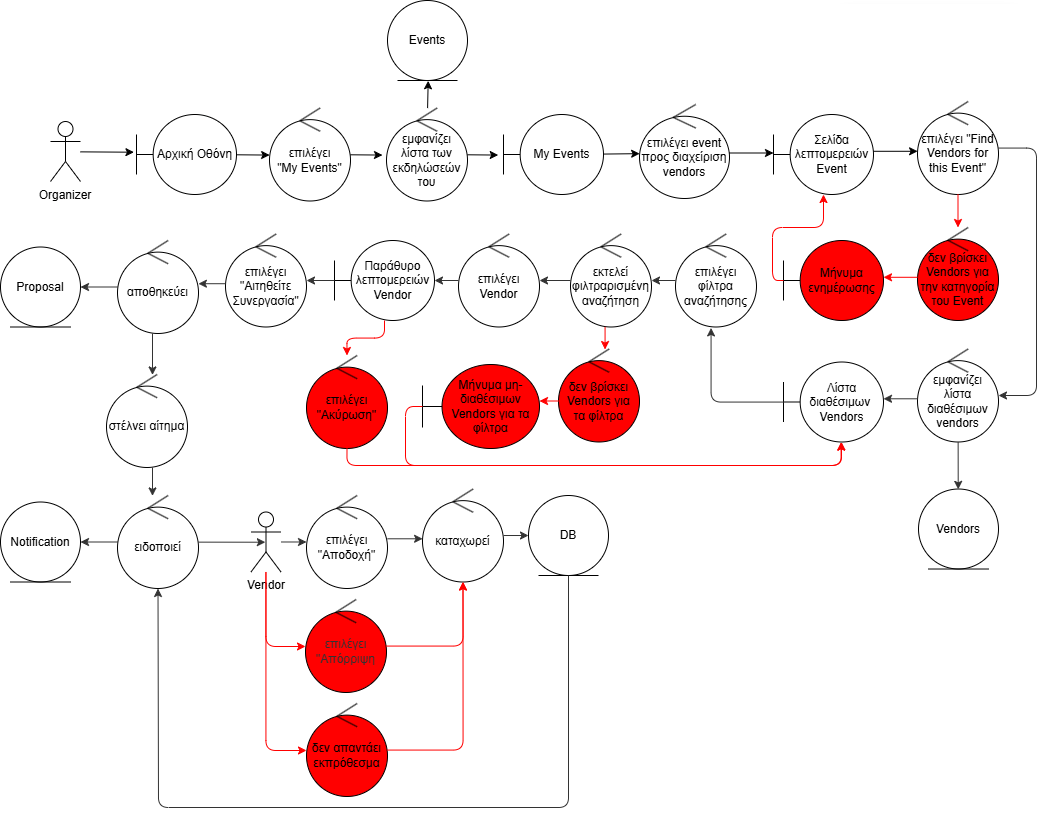 Events
Organizer
Αρχική Οθόνη
επιλέγει
"My Events"
εμφανίζει
λίστα των
εκδηλώσεών
του
My Events
επιλέγει event
προς διαχείριση
vendors
Σελίδα
λεπτομερειών
Event
επιλέγει "Find
Vendors for
this Event"
Proposal
αποθηκεύει
επιλέγει
"Αιτηθείτε
Συνεργασία"
Παράθυρο
λεπτομερειών
Vendor
επιλέγει
Vendor
εκτελεί
φιλτραρισμένη
αναζήτηση
επιλέγει
φίλτρα
αναζήτησης
Μήνυμα
ενημέρωσης
δεν βρίσκει
Vendors για
την κατηγορία
του Event
στέλνει αίτημα
επιλέγει
"Ακύρωση"
Μήνυμα μη-
διαθέσιμων
Vendors για τα
φίλτρα
δεν βρίσκει
Vendors για
τα φίλτρα
Λίστα
διαθέσιμων
Vendors
εμφανίζει
λίστα
διαθέσιμων
vendors
Notification
ειδοποιεί
Vendor
επιλέγει
"Αποδοχή"
καταχωρεί
DB
Vendors
επιλέγει
"Απόρριψη
δεν απαντάει
εκπρόθεσμα